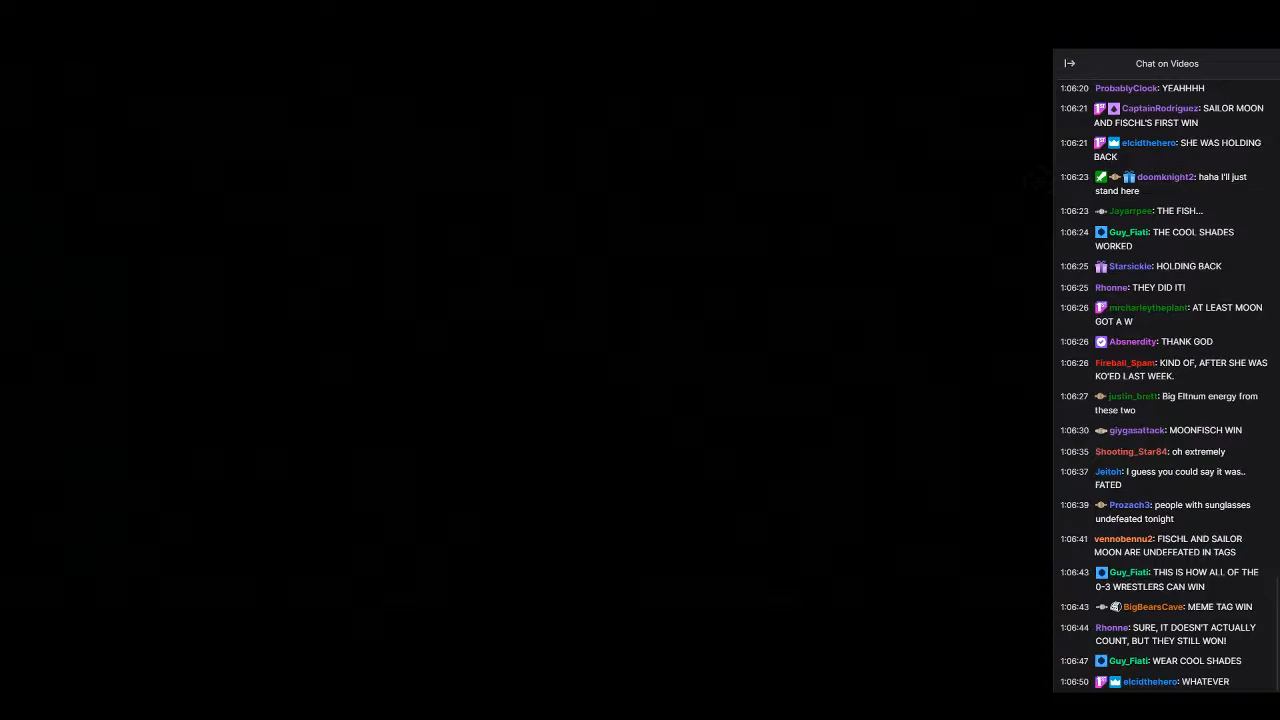 Chat on Videos
1:06:20 ProbablyClock: YEAHHHH
1:06:21 CaptainRodriguez: SAILOR MOON
AND FISCHL'S FIRST WIN
1:06:21 elcidthehero: SHE WAS HOLDING
BACK
1:06:23 doomknight2: haha I'll just
stand here
1:06:23 Jayarrpee: THE FISH...
1:06:24 Guy_Fiati: THE COOL SHADES
WORKED
1:06:25 Starsickle: HOLDING BACK
1:06:25 Rhonne: THEY DID IT!
1:06:26 mrcharleytheplant: AT LEAST MOON
GOT A W
1:06:26 Absnerdity: THANK GOD
1:06:26 Fireball_Spam: KIND OF, AFTER SHE WAS
KO'ED LAST WEEK.
1:06:27 justin_brett: Big Eltnum energy from
these two
1:06:30 giygasattack: MOONFISCH WIN
1:06:35 Shooting_Star84: oh extremely
1:06:37 Jeitoh: I guess you could say it was..
FATED
1:06:39 Prozach3: people with sunglasses
undefeated tonight
1:06:41 vennobennu2: FISCHL AND SAILOR
MOON ARE UNDEFEATED IN TAGS
1:06:43 Guy_Fiati: THIS IS HOW ALL OF THE
0-3 WRESTLERS CAN WIN
1:06:43 BigBearsCave: MEME TAG WIN
1:06:44 Rhonne: SURE, IT DOESN'T ACTUALLY
COUNT, BUT THEY STILL WON!
1:06:47 Guy_Fiati: WEAR COOL SHADES
1:06:50 elcidthehero: WHATEVER